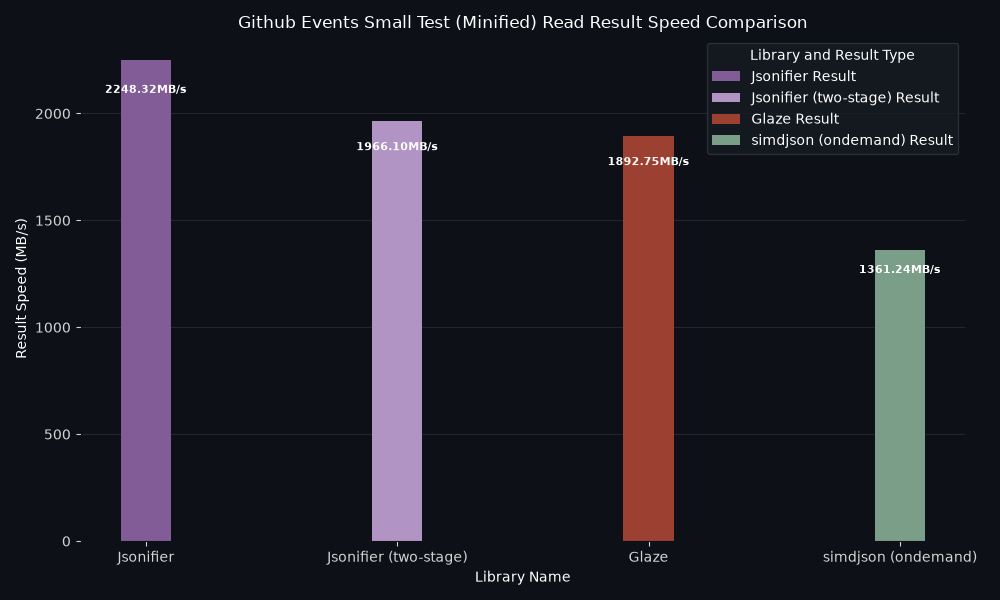 Github Events Small Test (Minified) Read Result Speed Comparison
Library and Result Type
Jsonifier Result
Jsonifier (two-stage) Result
Glaze Result
simdjson (ondemand) Result
2248.32MB/s
1966.10MB/s
1892.75MB/s
1361.24MB/s
Result Speed (MB/s)
2000
1500
1000
500
0
Jsonifier
Jsonifier (two-stage)
Glaze
simdjson (ondemand)
Library Name